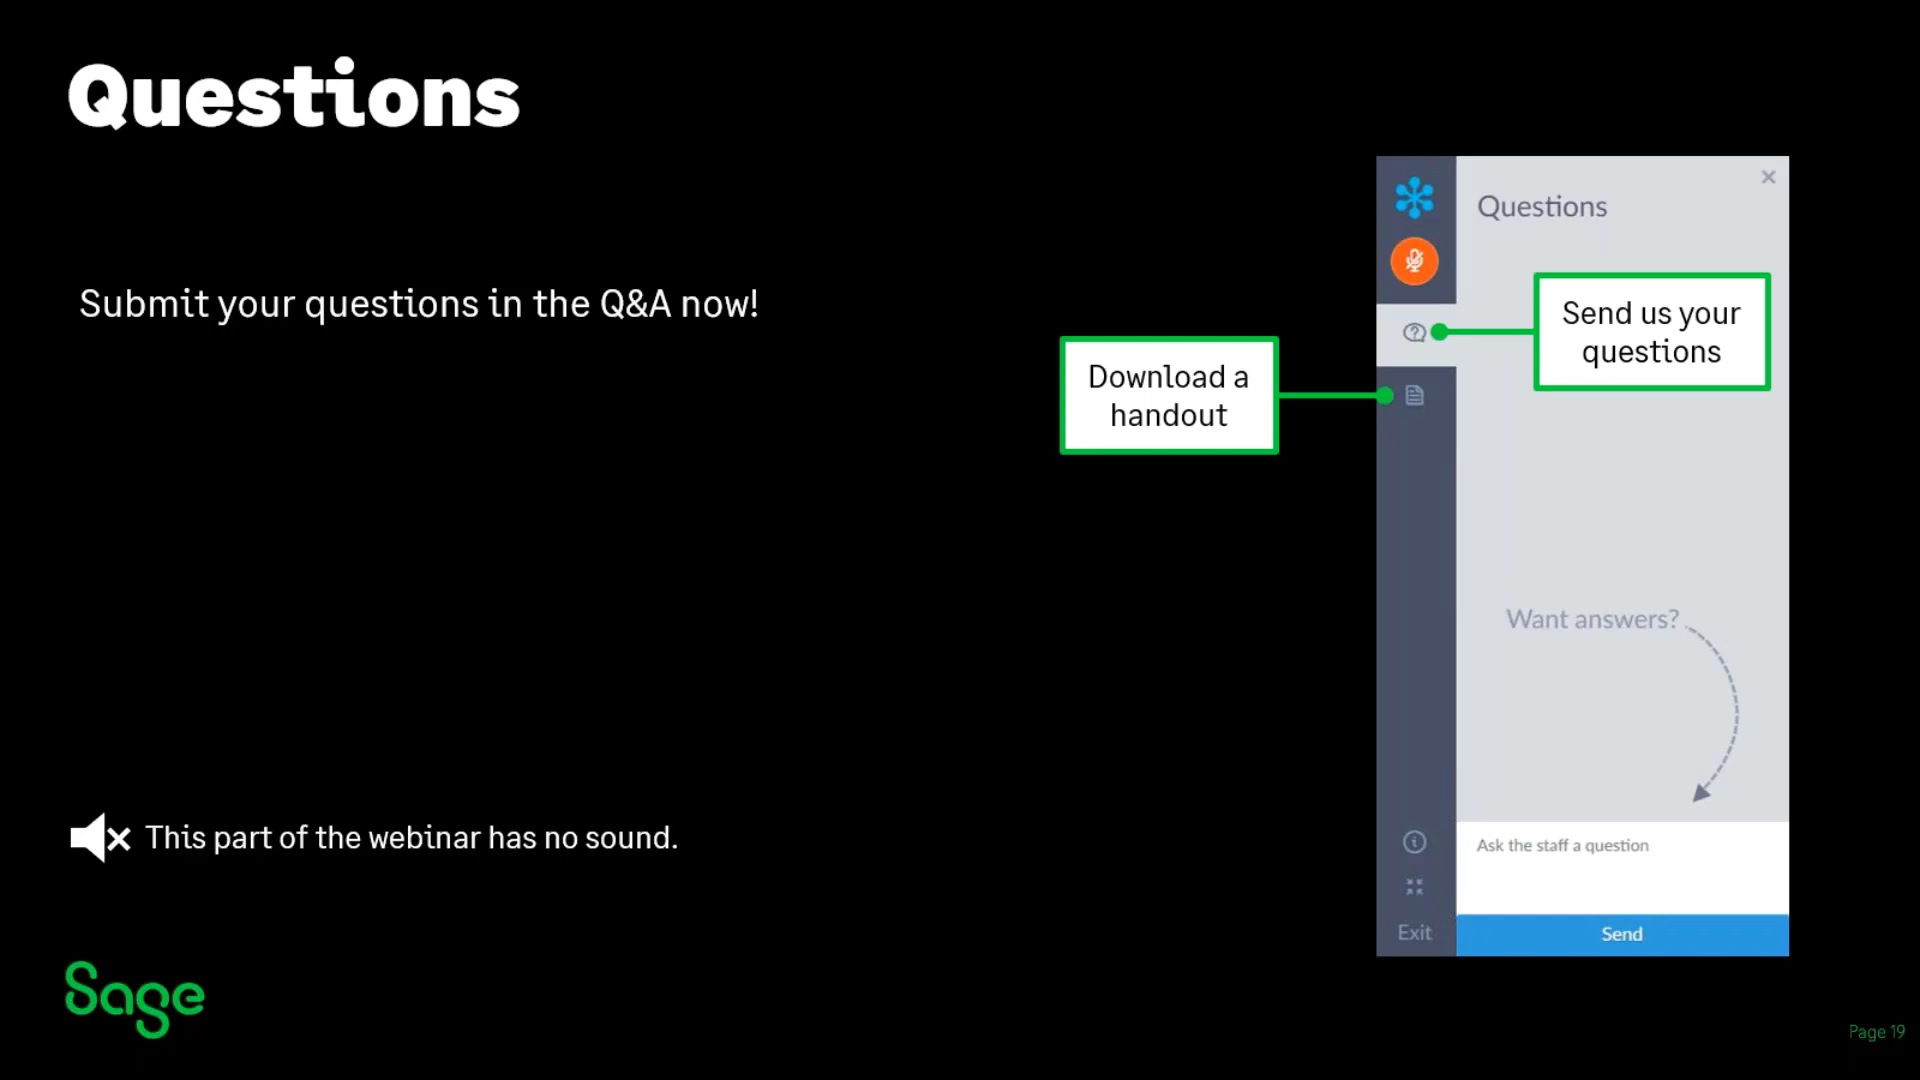 Questions
Submit your questions in the Q&A now!
Questions
Send us your
questions
Download a
handout
Want answers?
This part of the webinar has no sound.
Ask the staff a question
Exit
Send
Sage
Page 19